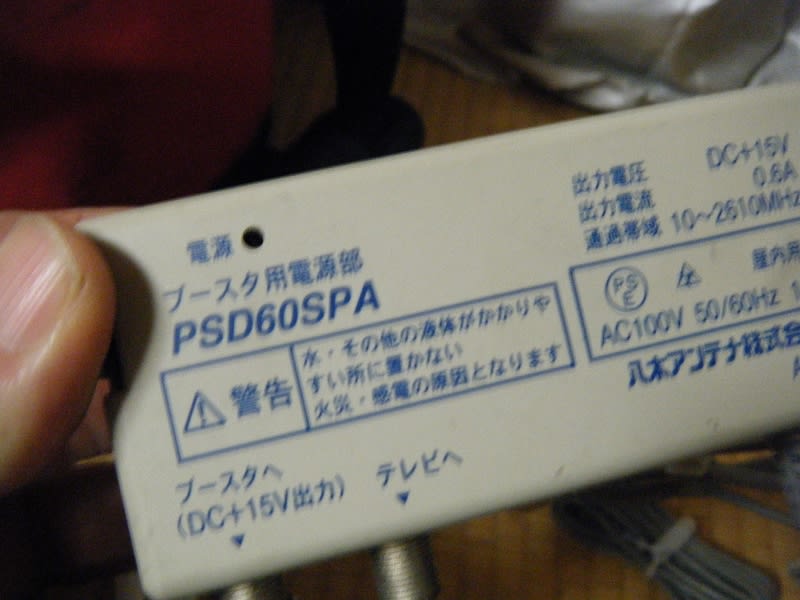 電源
ブースタ用電源部
PSD60SPA
警告
水・その他の液体がかかりや
すい所に置かない
火災・感電の原因となります
ブースタへ
(DC+15V出力)
テレビへ
出力電圧 DC+15V
出力電流 0.6A
通過帯域 10～2610MHz
PS
E
屋内用
AC100V 50/60Hz
八木アンテナ株式会